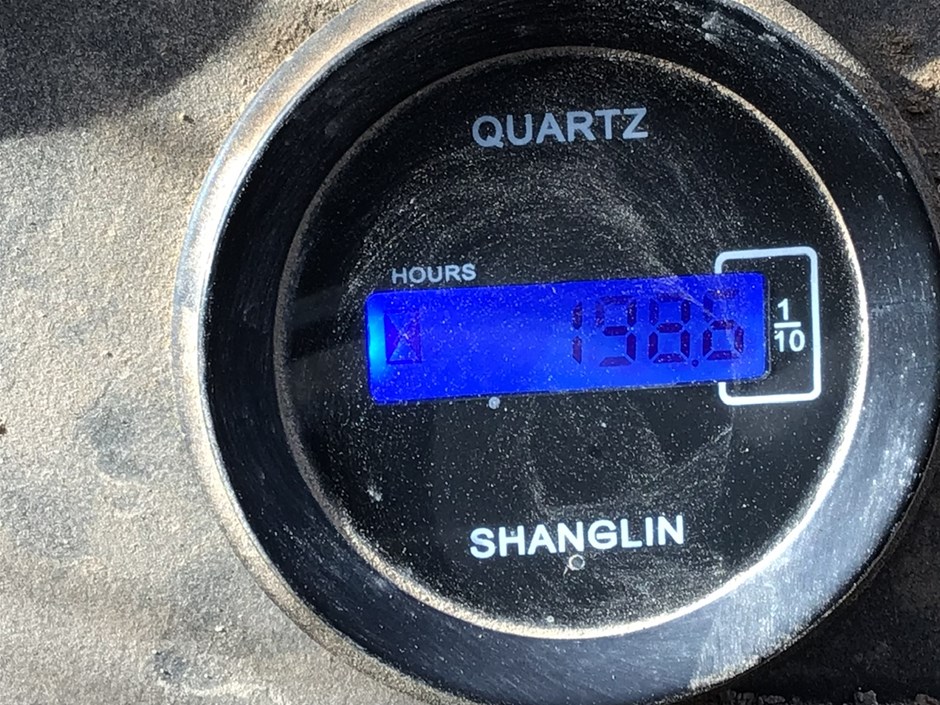 QUARTZ
HOURS
198.6
1/10
SHANGLIN